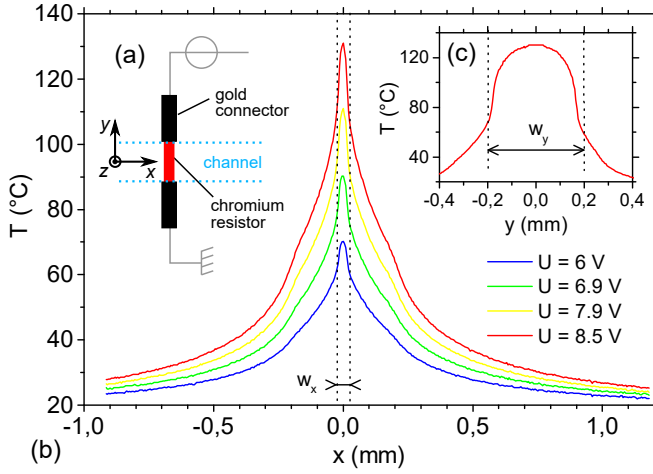 140
120
100
80
60
40
20
T (°C)
-1,0
-0,5
0,0
0,5
1,0
x (mm)
(b)
(a)
gold
connector
y
z
x
channel
chromium
resistor
wx
(c)
120
80
40
T (°C)
wy
-0,4
-0,2
0,0
0,2
0,4
y (mm)
U = 6 V
U = 6.9 V
U = 7.9 V
U = 8.5 V